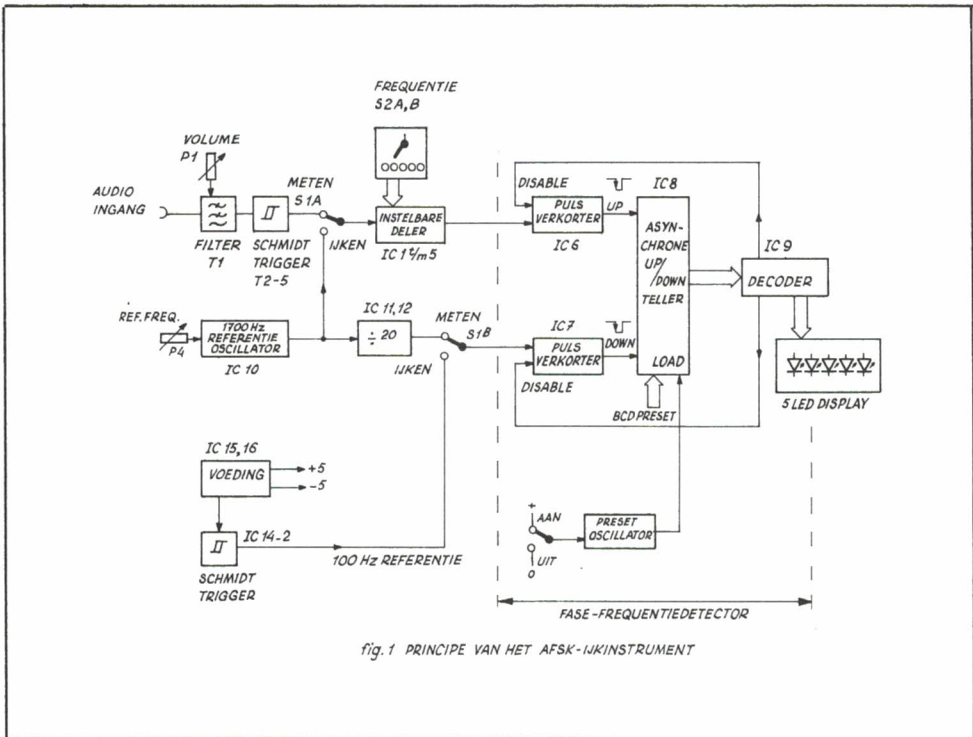 FREQUENTIE
S2A,B
VOLUME
P1
AUDIO
INGANG
FILTER
T1
SCHMIDT
TRIGGER
T2-5
METEN
S1A
IJKEN
INSTELBARE
DELER
IC 1 t/m 5
DISABLE
PULS
VERKORTER
IC 6
UP
IC8
ASYN-
CHRONE
UP/
DOWN
TELLER
LOAD
IC 9
DECODER
REF.FREQ.
P4
1700 Hz
REFERENTIE
OSCILLATOR
IC 10
IC 11,12
÷ 20
METEN
S1B
IJKEN
IC7
PULS
VERKORTER
DOWN
DISABLE
BCD PRESET
5 LED DISPLAY
IC 15,16
VOEDING
+5
-5
IC 14-2
SCHMIDT
TRIGGER
100 Hz REFERENTIE
+
AAN
UIT
0
PRESET
OSCILLATOR
FASE-FREQUENTIEDETECTOR
fig. 1 PRINCIPE VAN HET AFSK-IJKINSTRUMENT